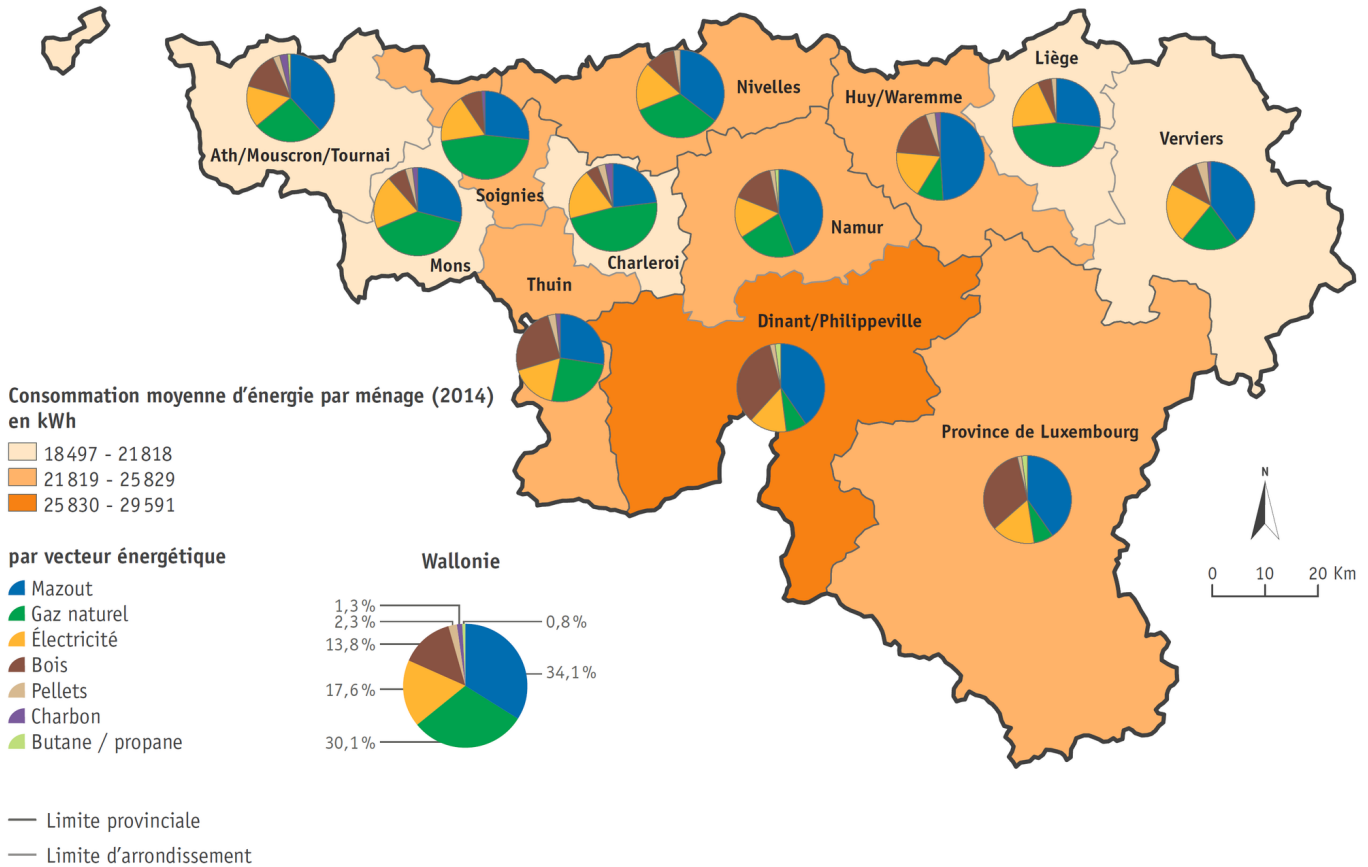 Liège
Nivelles
Huy/Waremme
Verviers
Ath/Mouscron/Tournai
Soignies
Namur
Mons
Charleroi
Thuin
Dinant/Philippeville
Province de Luxembourg
Consommation moyenne d'énergie par ménage (2014)
en kWh
18 497 - 21 818
21 819 - 25 829
25 830 - 29 591
par vecteur énergétique
Mazout
Gaz naturel
Électricité
Bois
Pellets
Charbon
Butane / propane
Wallonie
1,3 %
2,3 %
13,8 %
17,6 %
30,1 %
0,8 %
34,1 %
N
0 10 20 Km
Limite provinciale
Limite d'arrondissement